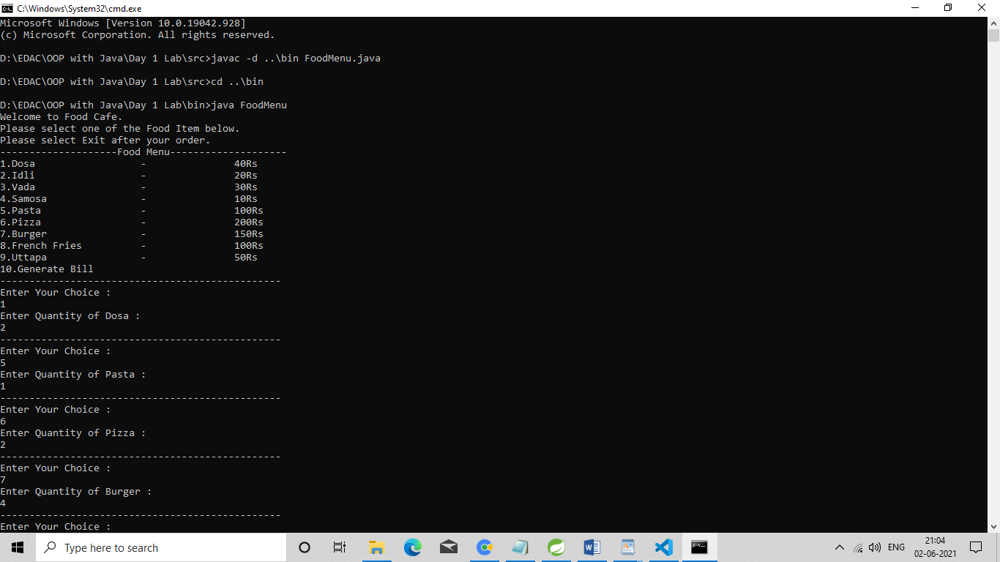 C:\Windows\System32\cmd.exe
Microsoft Windows [Version 10.0.19042.928]
(c) Microsoft Corporation. All rights reserved.
D:\EDAC\OOP with Java\Day 1 Lab\src>javac -d ..\bin FoodMenu.java
D:\EDAC\OOP with Java\Day 1 Lab\src>cd ..\bin
D:\EDAC\OOP with Java\Day 1 Lab\bin>java FoodMenu
Welcome to Food Cafe.
Please select one of the Food Item below.
Please select Exit after your order.
--------------------Food Menu--------------------
1.Dosa                  -               40Rs
2.Idli                  -               20Rs
3.Vada                  -               30Rs
4.Samosa                -               10Rs
5.Pasta                 -               100Rs
6.Pizza                 -               200Rs
7.Burger                -               150Rs
8.French Fries          -               100Rs
9.Uttapa                -               50Rs
10.Generate Bill
------------------------------------------------
Enter Your Choice :
1
Enter Quantity of Dosa :
2
------------------------------------------------
Enter Your Choice :
5
Enter Quantity of Pasta :
1
------------------------------------------------
Enter Your Choice :
6
Enter Quantity of Pizza :
2
------------------------------------------------
Enter Your Choice :
7
Enter Quantity of Burger :
4
------------------------------------------------
Enter Your Choice :
Type here to search
ENG
21:04
02-06-2021